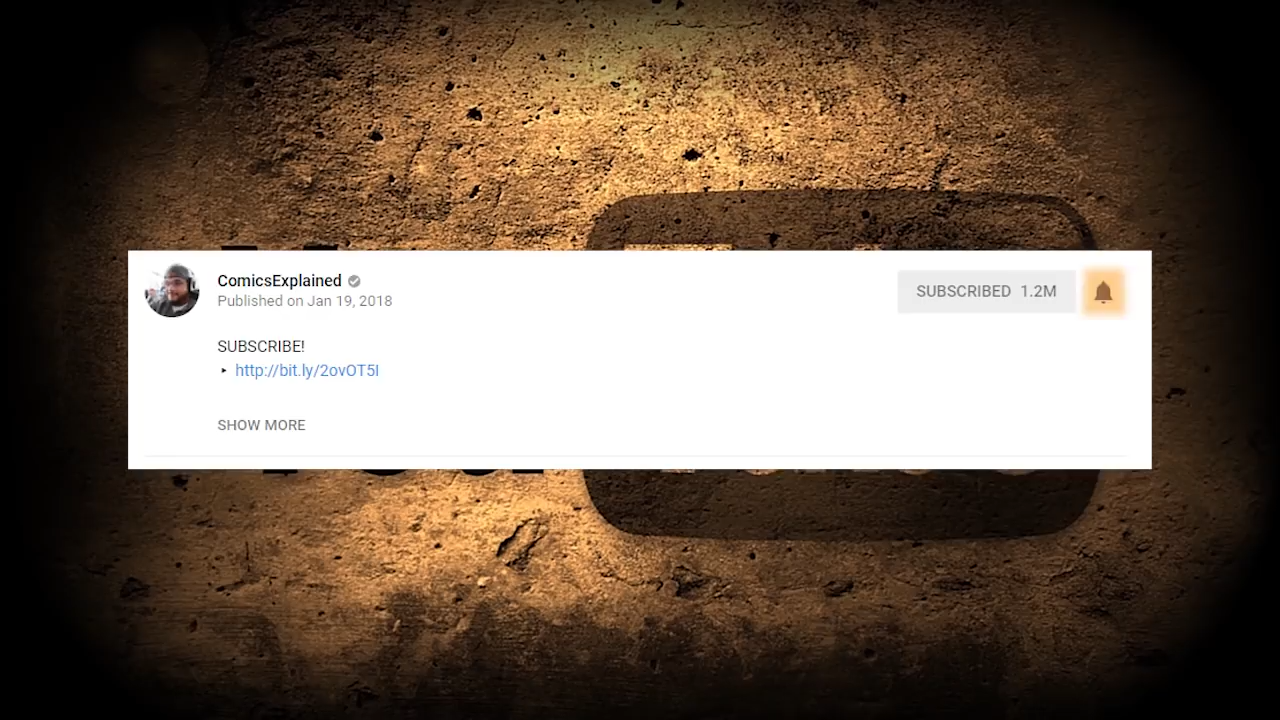 ComicsExplained
Published on Jan 19, 2018
SUBSCRIBED 1.2M
SUBSCRIBE!
‣ http://bit.ly/2ovOT5I
SHOW MORE